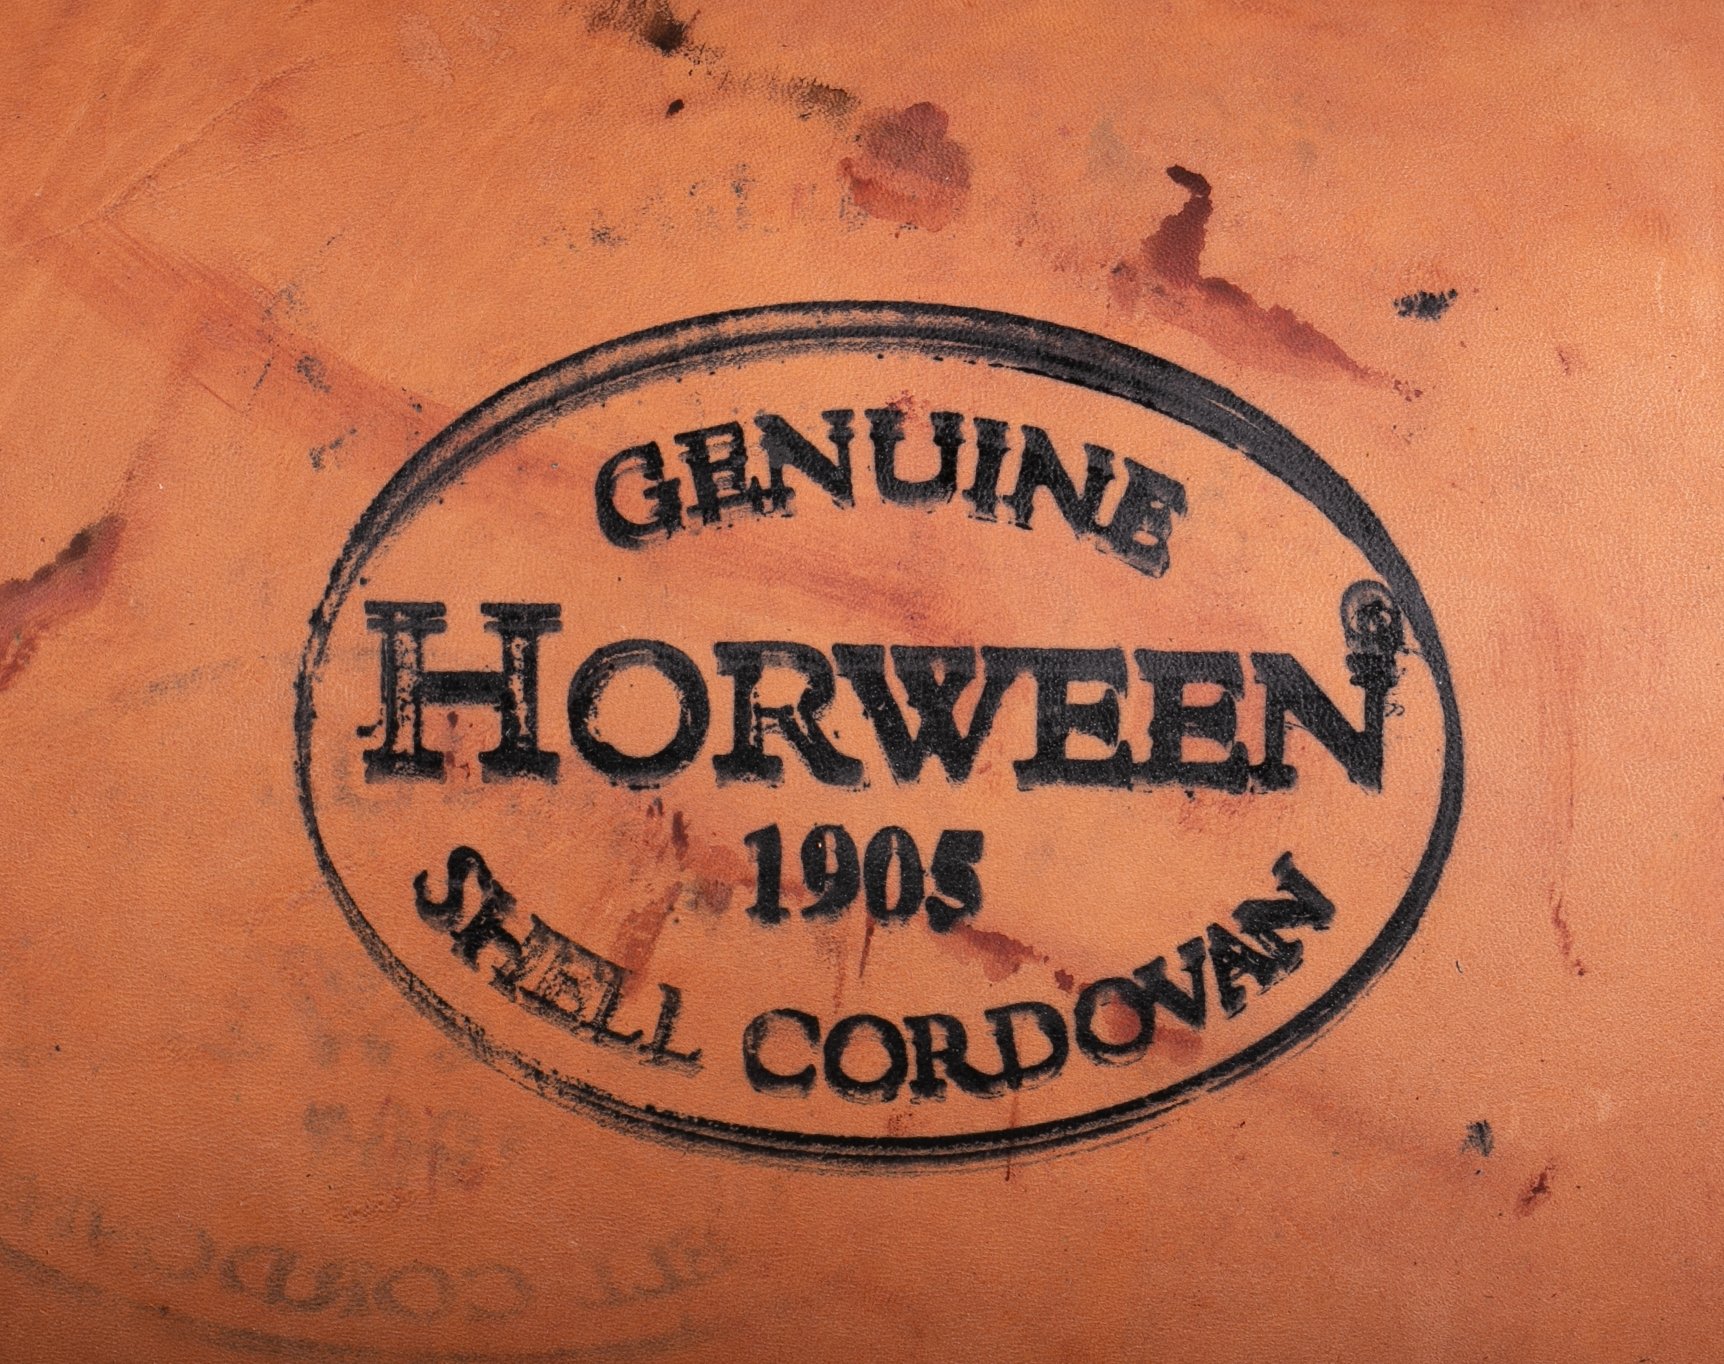 GENUINE
HORWEEN
1905
SHELL CORDOVAN